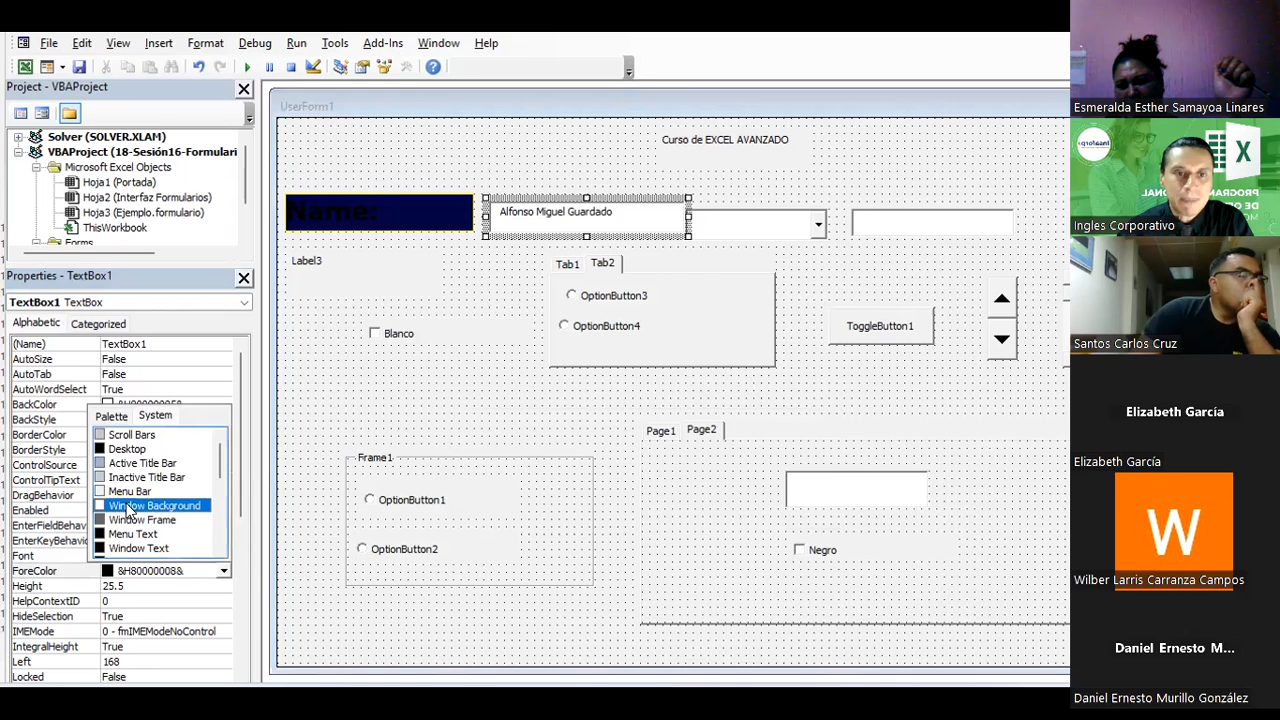 File Edit View Insert Format Debug Run Tools Add-Ins Window Help
Project - VBAProject
Solver (SOLVER.XLAM)
VBAProject (18-Sesión16-Formulari
Microsoft Excel Objects
Hoja1 (Portada)
Hoja2 (Interfaz Formularios)
Hoja3 (Ejemplo.formulario)
ThisWorkbook
Forms
Properties - TextBox1
TextBox1 TextBox
Alphabetic Categorized
(Name) TextBox1
AutoSize False
AutoTab False
AutoWordSelect True
BackColor &H80000005&
BackStyle
BorderColor
BorderStyle
ControlSource
ControlTipText
DragBehavior
Enabled
EnterFieldBehav
EnterKeyBehavi
Font
ForeColor &H80000008&
Height 25.5
HelpContextID 0
HideSelection True
IMEMode 0 - fmIMEModeNoControl
IntegralHeight True
Left 168
Locked False
Palette System
Scroll Bars
Desktop
Active Title Bar
Inactive Title Bar
Menu Bar
Window Background
Window Frame
Menu Text
Window Text
UserForm1
Curso de EXCEL AVANZADO
Name:
Alfonso Miguel Guardado
Label3
Tab1 Tab2
OptionButton3
OptionButton4
ToggleButton1
Blanco
Page1 Page2
Frame1
OptionButton1
OptionButton2
Negro
Esmeralda Esther Samayoa Linares
Ingles Corporativo
Santos Carlos Cruz
Elizabeth García
Elizabeth García
W
Wilber Larris Carranza Campos
Daniel Ernesto M...
Daniel Ernesto Murillo González